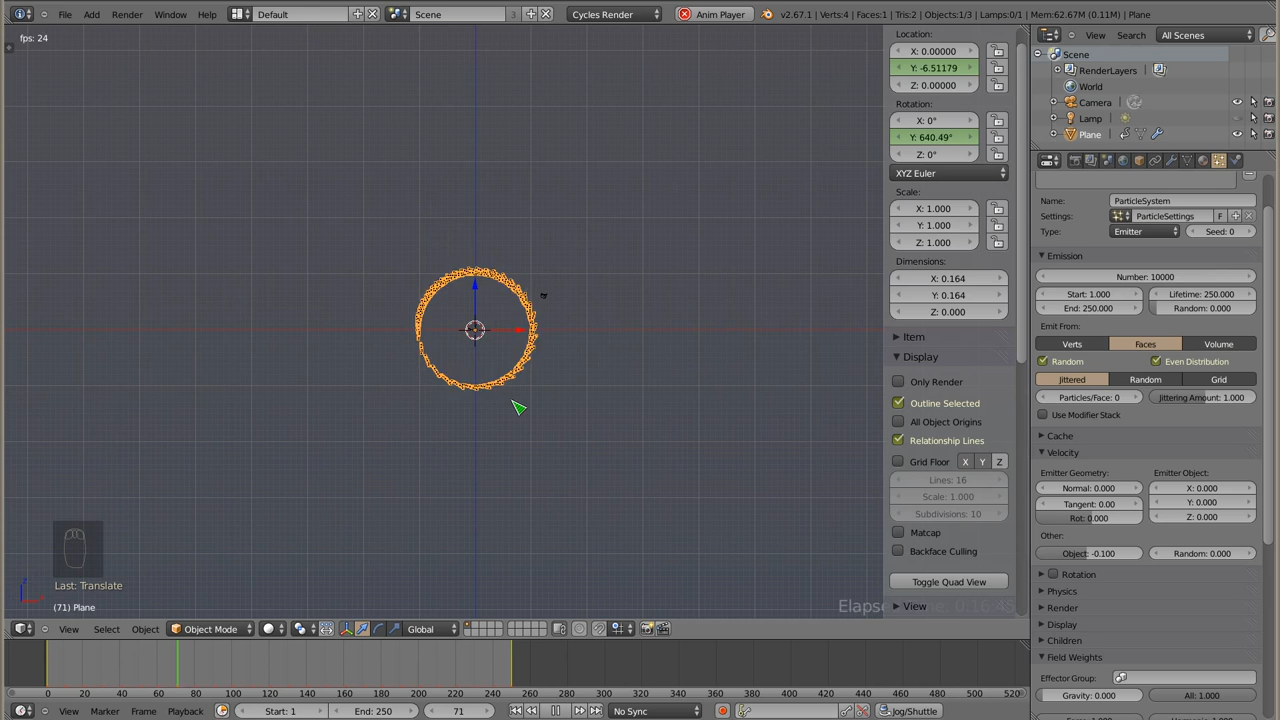 File Add Render Window Help Default Scene 3 Cycles Render Anim Player v2.67.1 | Verts:4 | Faces:1 | Tris:2 | Objects:1/3 | Lamps:0/1 | Mem:62.67M (0.11M) | Plane
fps: 24
Last: Translate
(71) Plane
Elaps 0:16:45
View Select Object Object Mode Global
Location:
X: 0.00000
Y: -6.51179
Z: 0.00000
Rotation:
X: 0°
Y: 640.49°
Z: 0°
XYZ Euler
Scale:
X: 1.000
Y: 1.000
Z: 1.000
Dimensions:
X: 0.164
Y: 0.164
Z: 0.000
Item
Display
Only Render
Outline Selected
All Object Origins
Relationship Lines
Grid Floor X Y Z
Lines: 16
Scale: 1.000
Subdivisions: 10
Matcap
Backface Culling
Toggle Quad View
View
View Search All Scenes
Scene
RenderLayers
World
Camera
Lamp
Plane
Name: ParticleSystem
Settings: ParticleSettings F
Type: Emitter Seed: 0
Emission
Number: 10000
Start: 1.000 Lifetime: 250.000
End: 250.000 Random: 0.000
Emit From:
Verts Faces Volume
Random Even Distribution
Jittered Random Grid
Particles/Face: 0 Jittering Amount: 1.000
Use Modifier Stack
Cache
Velocity
Emitter Geometry: Emitter Object:
Normal: 0.000 X: 0.000
Tangent: 0.00 Y: 0.000
Rot: 0.000 Z: 0.000
Other:
Object: -0.100 Random: 0.000
Rotation
Physics
Render
Display
Children
Field Weights
Effector Group:
Gravity: 0.000 All: 1.000
0 20 40 60 80 100 120 140 160 180 200 220 240 260 280 300 320 340 360 380 400 420 440 460 480 500 520
View Marker Frame Playback Start: 1 End: 250 71 No Sync Jog/Shuttle